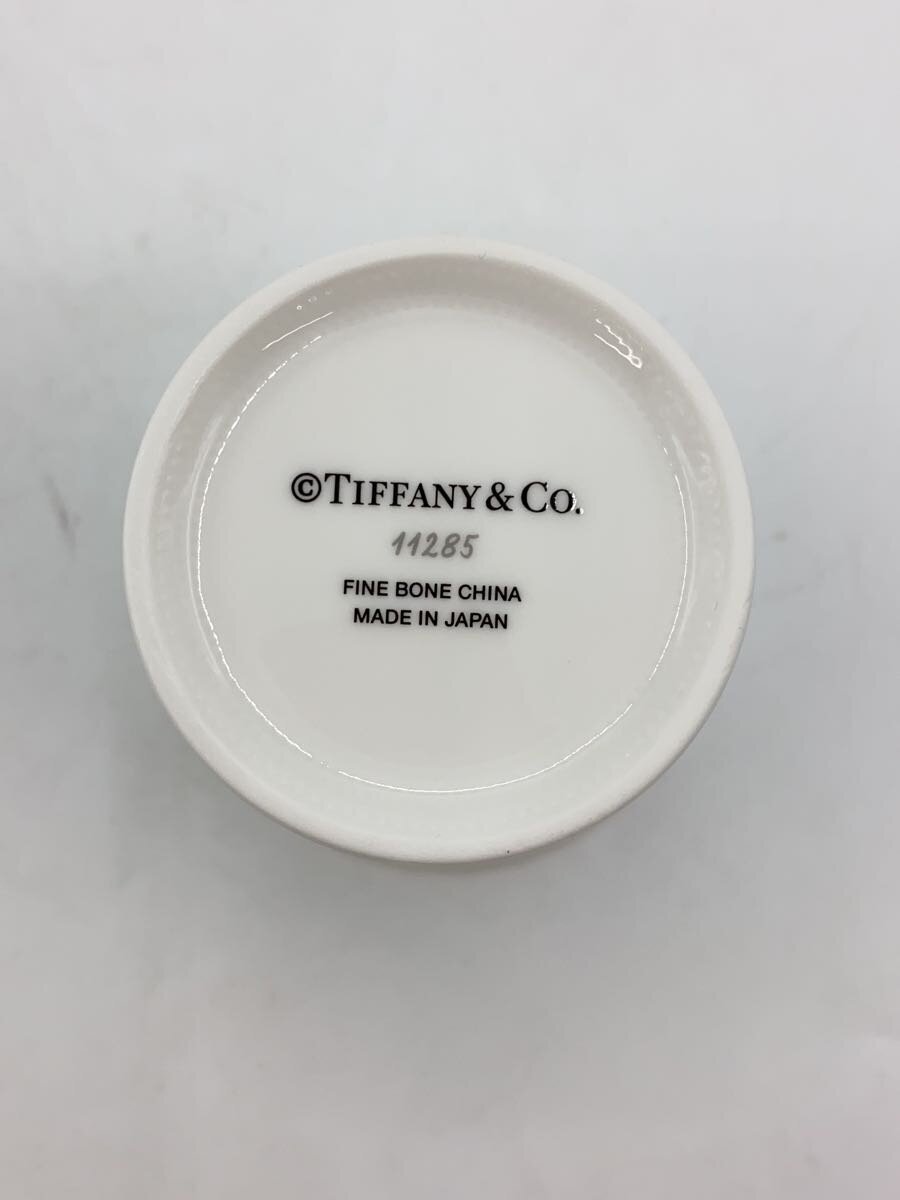 ©TIFFANY & CO.
11285
FINE BONE CHINA
MADE IN JAPAN